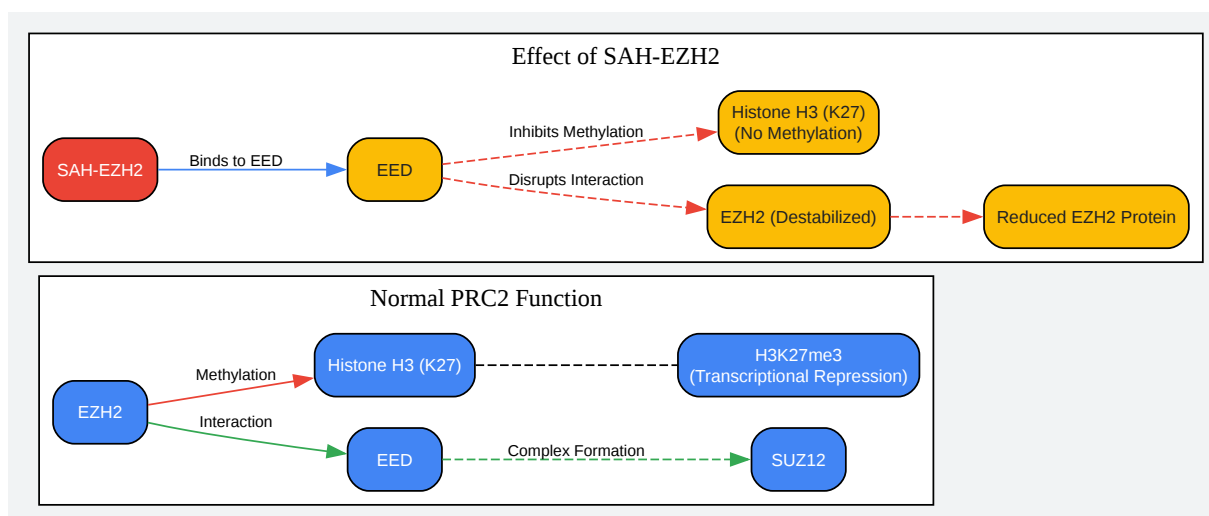 Effect of SAH-EZH2
SAH-EZH2
Binds to EED
EED
Inhibits Methylation
Disrupts Interaction
Histone H3 (K27)
(No Methylation)
EZH2 (Destabilized)
Reduced EZH2 Protein
Normal PRC2 Function
EZH2
Methylation
Interaction
Histone H3 (K27)
H3K27me3
(Transcriptional Repression)
EED
Complex Formation
SUZ12